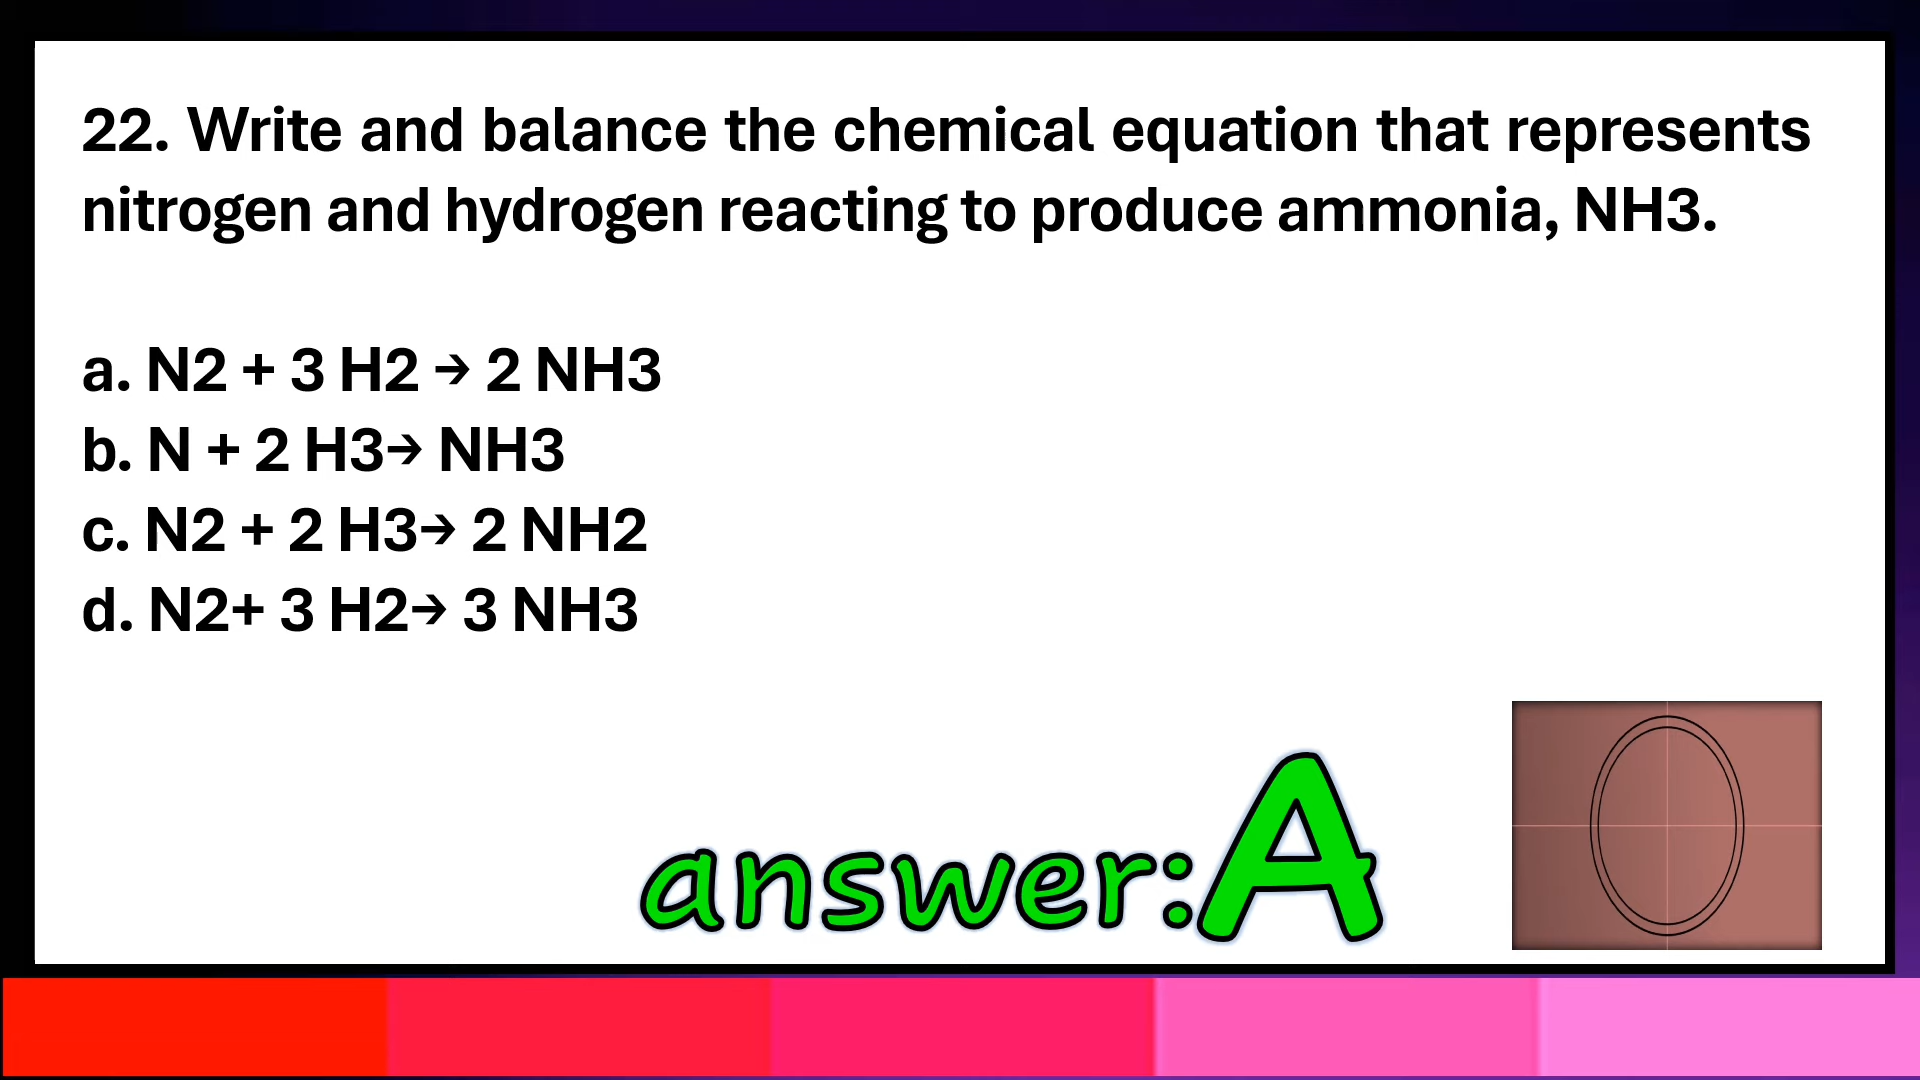 22. Write and balance the chemical equation that represents
nitrogen and hydrogen reacting to produce ammonia, NH3.
a. N2 + 3 H2 → 2 NH3
b. N + 2 H3→ NH3
c. N2 + 2 H3→ 2 NH2
d. N2+ 3 H2→ 3 NH3
answer:A